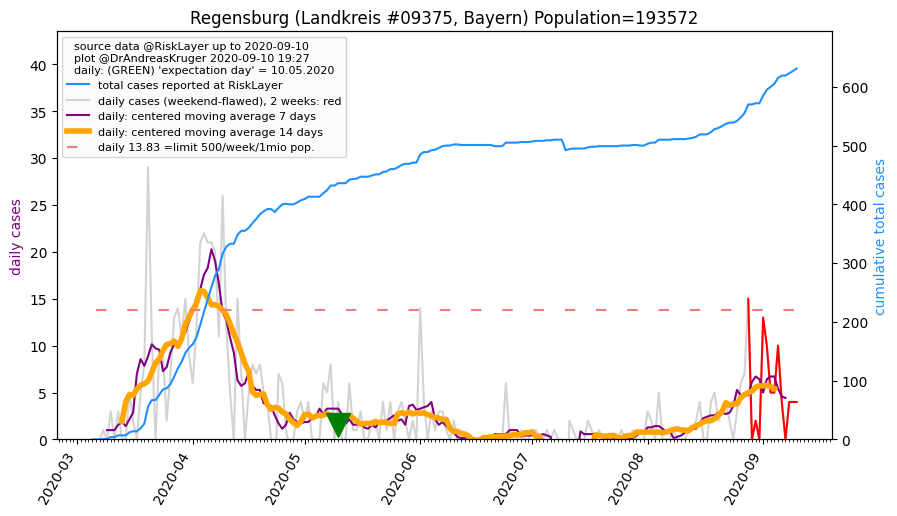 Regensburg (Landkreis #09375, Bayern) Population=193572
source data @RiskLayer up to 2020-09-10
plot @DrAndreasKruger 2020-09-10 19:27
daily: (GREEN) 'expectation day' = 10.05.2020
total cases reported at RiskLayer
daily cases (weekend-flawed), 2 weeks: red
daily: centered moving average 7 days
daily: centered moving average 14 days
daily 13.83 =limit 500/week/1mio pop.
daily cases
40
35
30
25
20
15
10
5
0
cumulative total cases
600
500
400
300
200
100
0
2020-03
2020-04
2020-05
2020-06
2020-07
2020-08
2020-09